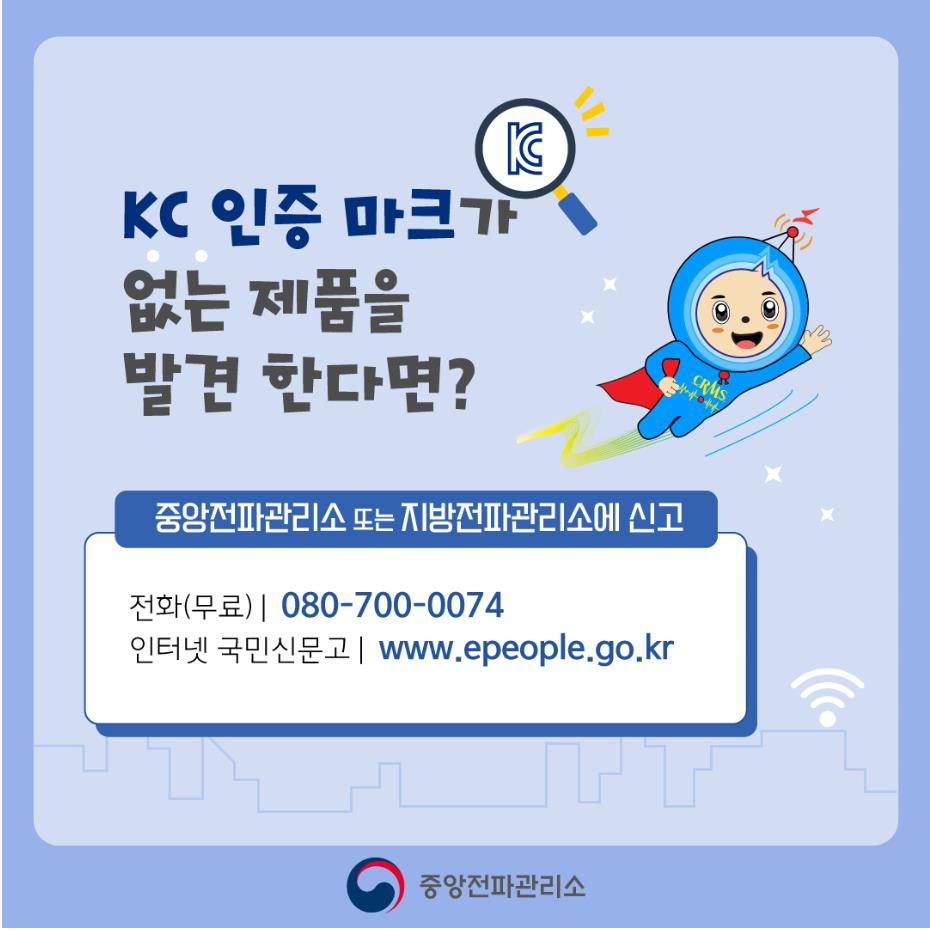 KC
KC 인증 마크가
없는 제품을
발견 한다면?
CRMS
중앙전파관리소 또는 지방전파관리소에 신고
전화(무료) | 080-700-0074
인터넷 국민신문고 | www.epeople.go.kr
중앙전파관리소